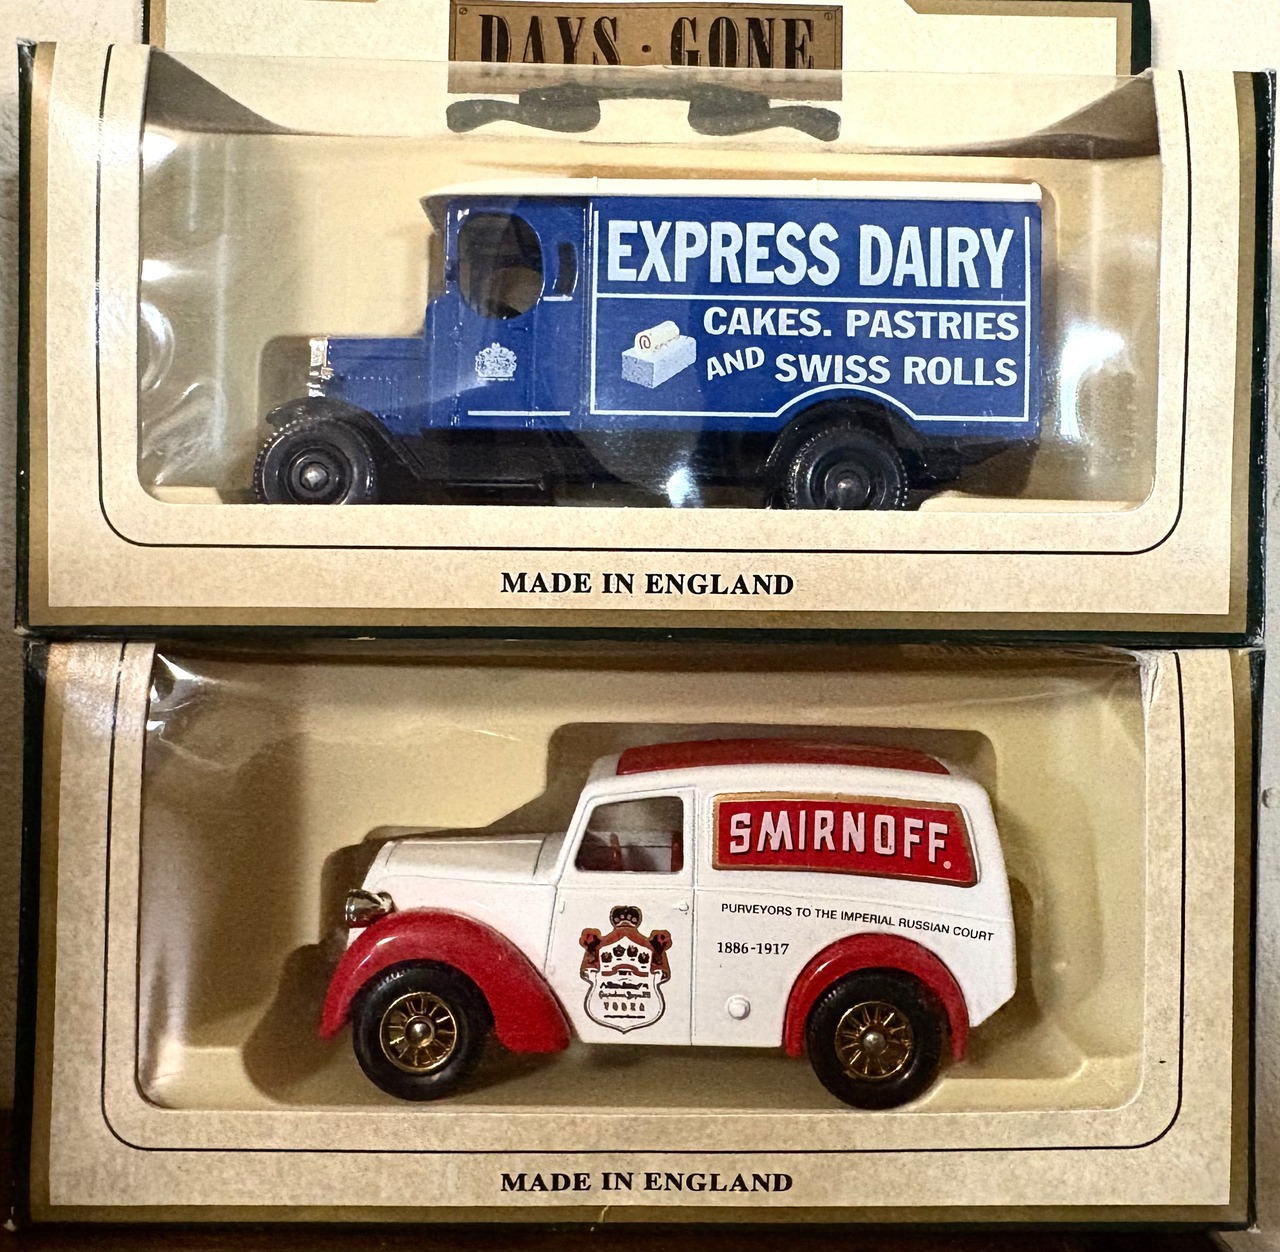 DAYS · GONE
EXPRESS DAIRY
CAKES. PASTRIES
AND SWISS ROLLS
MADE IN ENGLAND
SMIRNOFF
PURVEYORS TO THE IMPERIAL RUSSIAN COURT
1886-1917
VODKA
MADE IN ENGLAND